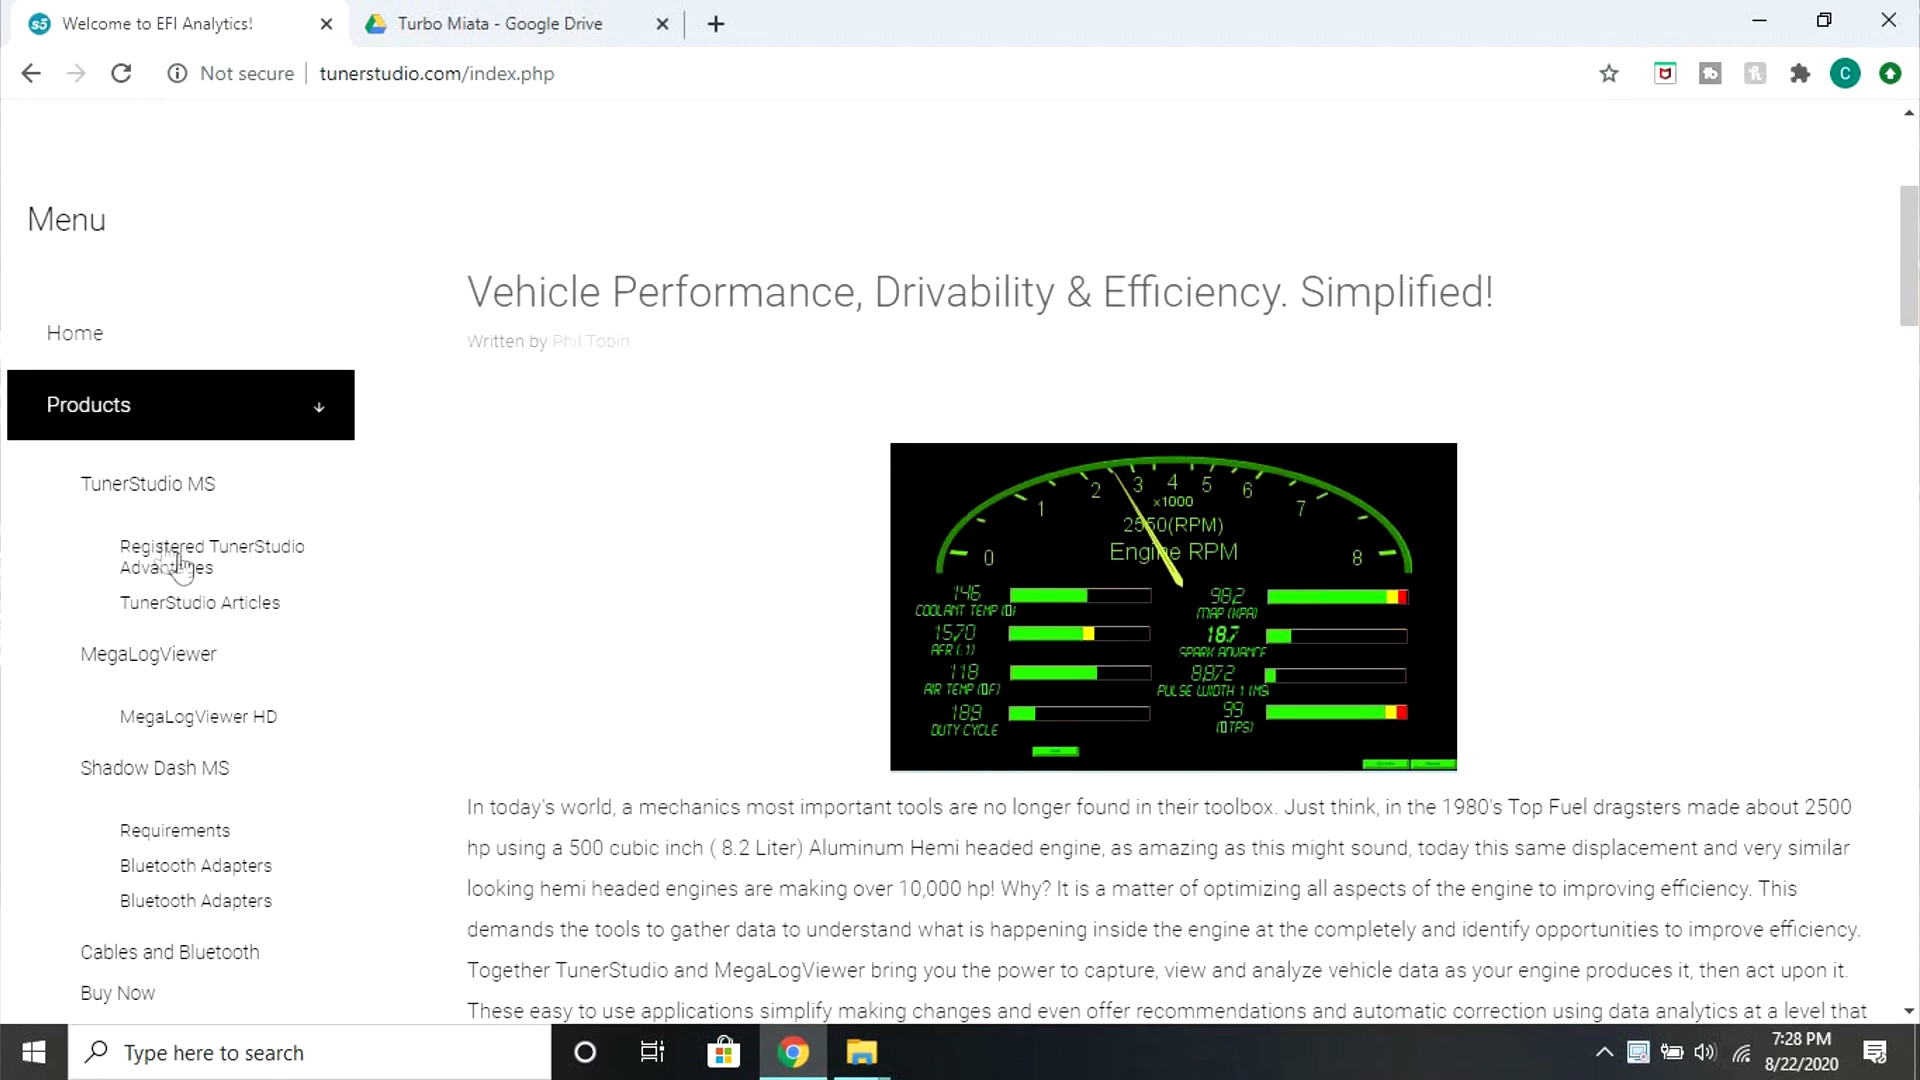 Welcome to EFI Analytics!
Turbo Miata - Google Drive
Not secure
tunerstudio.com/index.php
C
Menu
Home
Products
TunerStudio MS
Registered TunerStudio
Advantages
TunerStudio Articles
MegaLogViewer
MegaLogViewer HD
Shadow Dash MS
Requirements
Bluetooth Adapters
Bluetooth Adapters
Cables and Bluetooth
Buy Now
Vehicle Performance, Drivability & Efficiency. Simplified!
Written by Phil Tobin
0 1 2 3 4 5 6 7 8
x1000
2550(RPM)
Engine RPM
146
COOLANT TEMP
98.2
MAP (KPA)
15.70
AFR (:1)
18.7
SPARK ADVANCE
118
AIR TEMP
8.872
PULSE WIDTH 1 (MS)
18.9
DUTY CYCLE
99
In today's world, a mechanics most important tools are no longer found in their toolbox. Just think, in the 1980's Top Fuel dragsters made about 2500
hp using a 500 cubic inch ( 8.2 Liter) Aluminum Hemi headed engine, as amazing as this might sound, today this same displacement and very similar
looking hemi headed engines are making over 10,000 hp! Why? It is a matter of optimizing all aspects of the engine to improving efficiency. This
demands the tools to gather data to understand what is happening inside the engine at the completely and identify opportunities to improve efficiency.
Together TunerStudio and MegaLogViewer bring you the power to capture, view and analyze vehicle data as your engine produces it, then act upon it.
These easy to use applications simplify making changes and even offer recommendations and automatic correction using data analytics at a level that
Type here to search
7:28 PM
8/22/2020